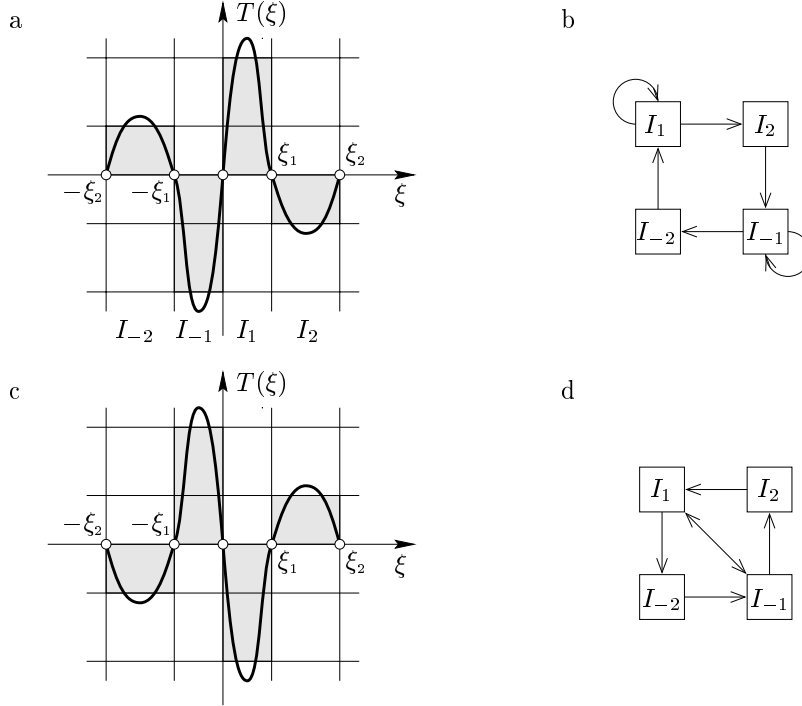 a
T(ξ)
ξ₁
ξ₂
−ξ₂
−ξ₁
ξ
I₋₂ I₋₁ I₁ I₂
b
I₁ I₂
I₋₂ I₋₁
c
T(ξ)
−ξ₂
−ξ₁
ξ₁
ξ₂
ξ
d
I₁ I₂
I₋₂ I₋₁